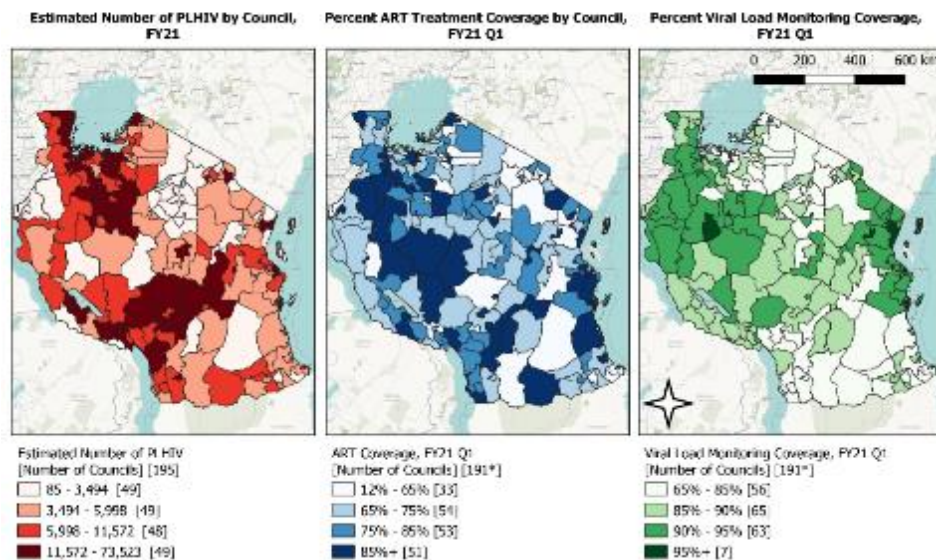 Estimated Number of PLHIV by Council,
FY21
Percent ART Treatment Coverage by Council,
FY21 Q1
Percent Viral Load Monitoring Coverage,
FY21 Q1
0 200 400 600 km
Estimated Number of PLHIV
[Number of Councils] [195]
85 - 3,494 [49]
3,494 - 5,998 [49]
5,998 - 11,572 [48]
11,572 - 73,523 [49]
ART Coverage, FY21 Q1
[Number of Councils] [191*]
12% - 65% [33]
65% - 75% [54]
75% - 85% [53]
85%+ [51]
Viral Load Monitoring Coverage, FY21 Q1
[Number of Councils] [191*]
65% - 85% [56]
85% - 90% [65]
90% - 95% [63]
95%+ [7]